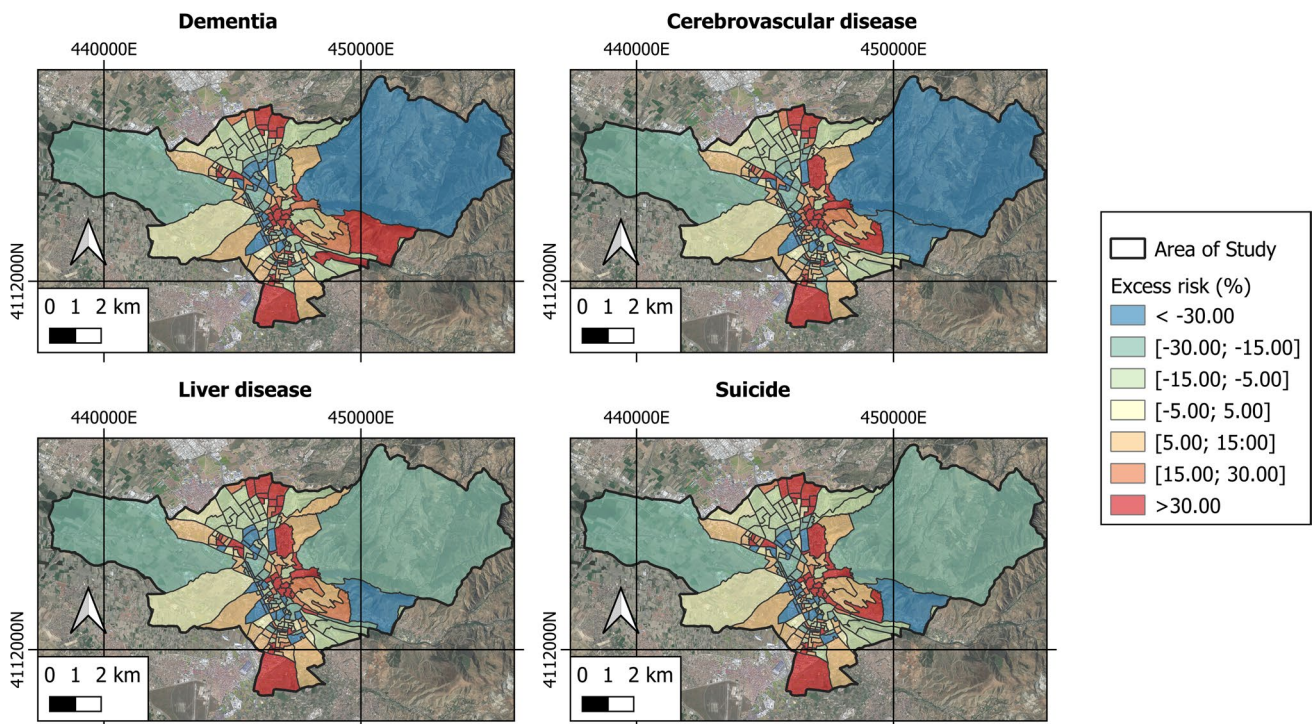 Dementia
Cerebrovascular disease
440000E 450000E
440000E 450000E
4112000N
0 1 2 km
4112000N
0 1 2 km
Area of Study
Excess risk (%)
< -30.00
[-30.00; -15.00]
[-15.00; -5.00]
[-5.00; 5.00]
[5.00; 15:00]
[15.00; 30.00]
>30.00
Liver disease
Suicide
440000E 450000E
440000E 450000E
4112000N
0 1 2 km
4112000N
0 1 2 km